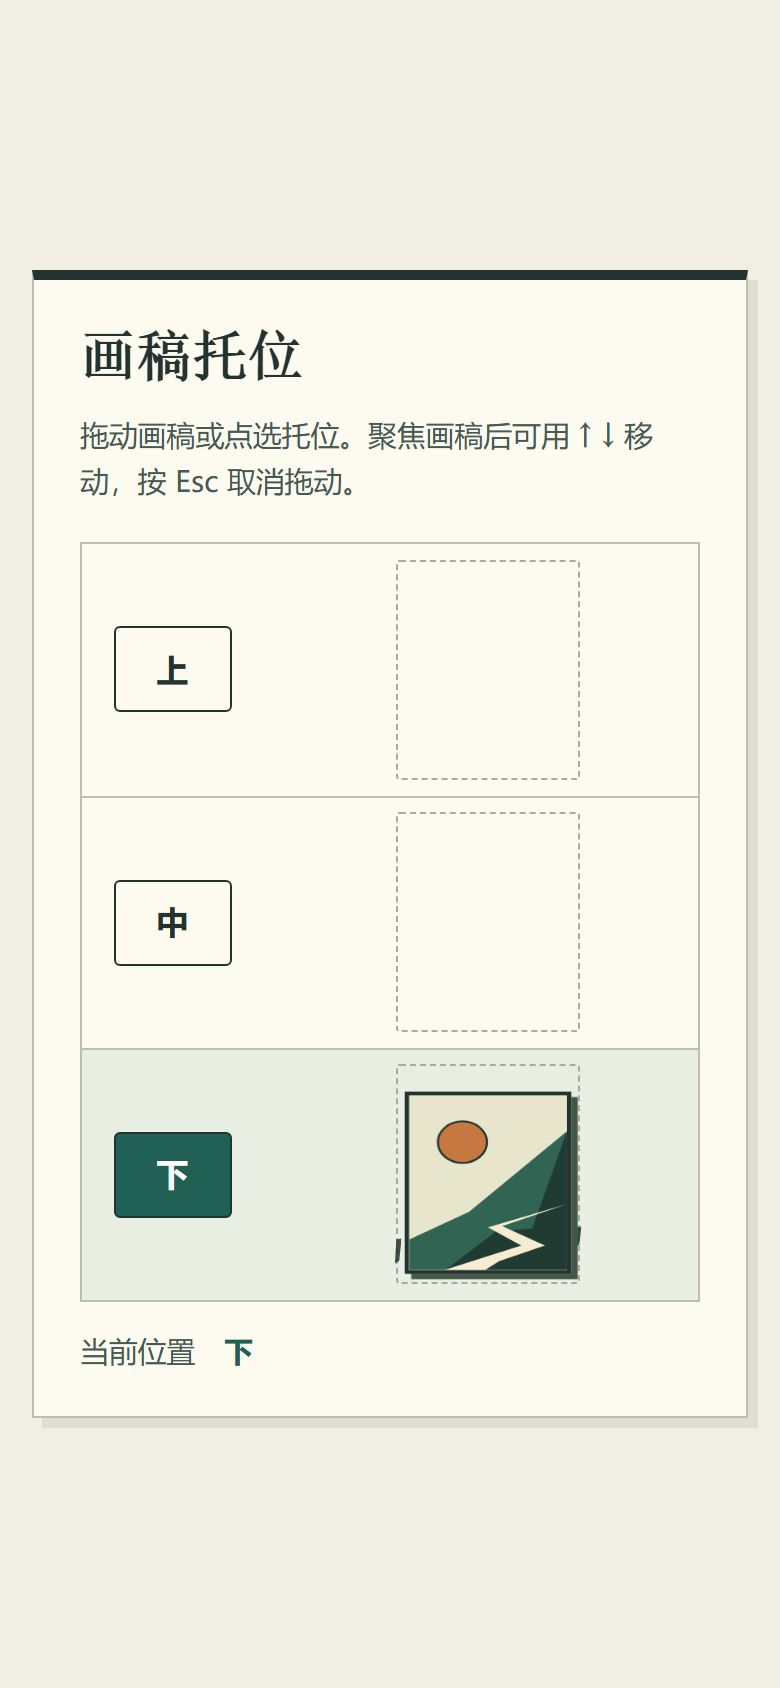 画稿托位
拖动画稿或点选托位。聚焦画稿后可用 ↑↓ 移
动，按 Esc 取消拖动。
上
中
下
当前位置 下